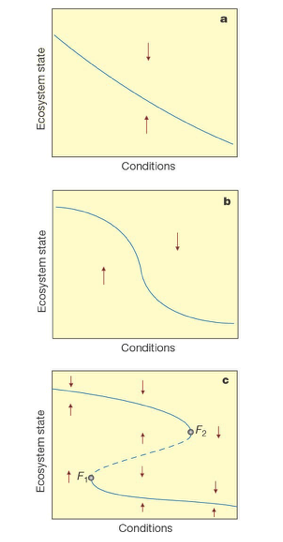 a
Ecosystem state
Conditions
b
Ecosystem state
Conditions
c
Ecosystem state
F2
F1
Conditions